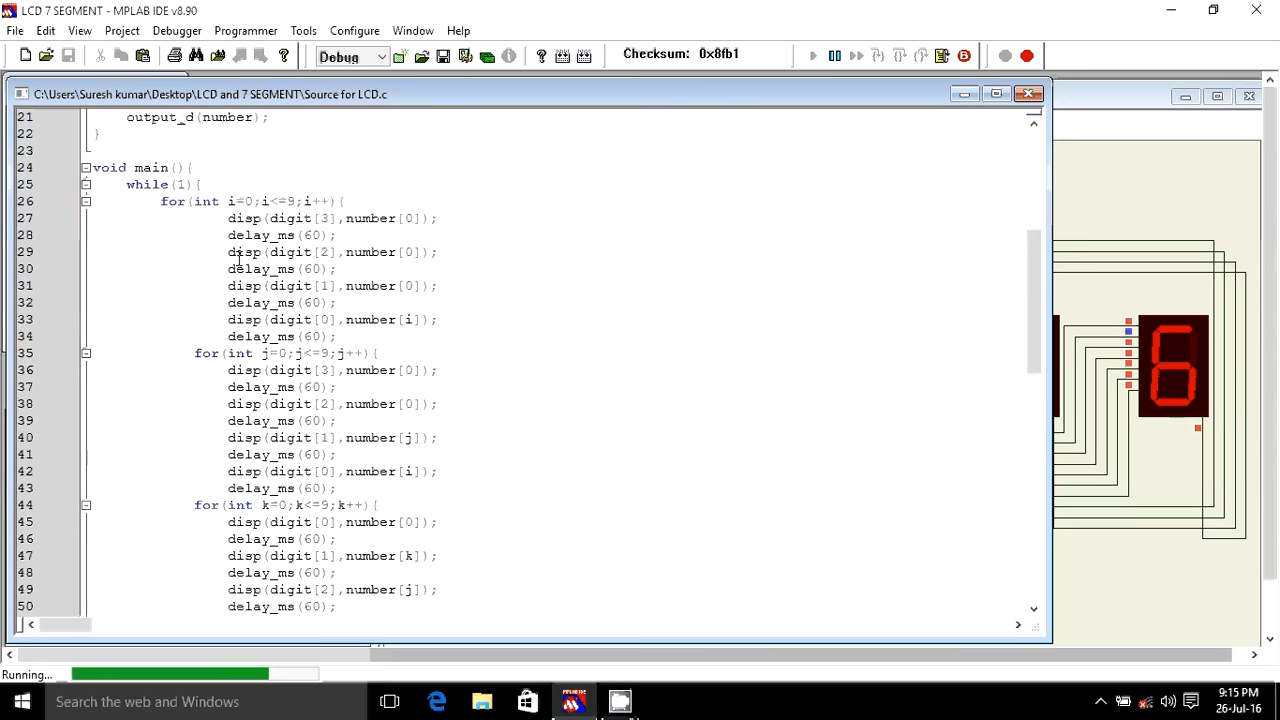 LCD 7 SEGMENT - MPLAB IDE v8.90
File Edit View Project Debugger Programmer Tools Configure Window Help
Debug Checksum: 0x8fb1
C:\Users\Suresh kumar\Desktop\LCD and 7 SEGMENT\Source for LCD.c
21 output_d(number);
22 }
23
24 void main(){
25 while(1){
26 for(int i=0;i<=9;i++){
27 disp(digit[3],number[0]);
28 delay_ms(60);
29 disp(digit[2],number[0]);
30 delay_ms(60);
31 disp(digit[1],number[0]);
32 delay_ms(60);
33 disp(digit[0],number[i]);
34 delay_ms(60);
35 for(int j=0;j<=9;j++){
36 disp(digit[3],number[0]);
37 delay_ms(60);
38 disp(digit[2],number[0]);
39 delay_ms(60);
40 disp(digit[1],number[j]);
41 delay_ms(60);
42 disp(digit[0],number[i]);
43 delay_ms(60);
44 for(int k=0;k<=9;k++){
45 disp(digit[0],number[0]);
46 delay_ms(60);
47 disp(digit[1],number[k]);
48 delay_ms(60);
49 disp(digit[2],number[j]);
50 delay_ms(60);
6
Running...
Search the web and Windows
9:15 PM
26-Jul-16